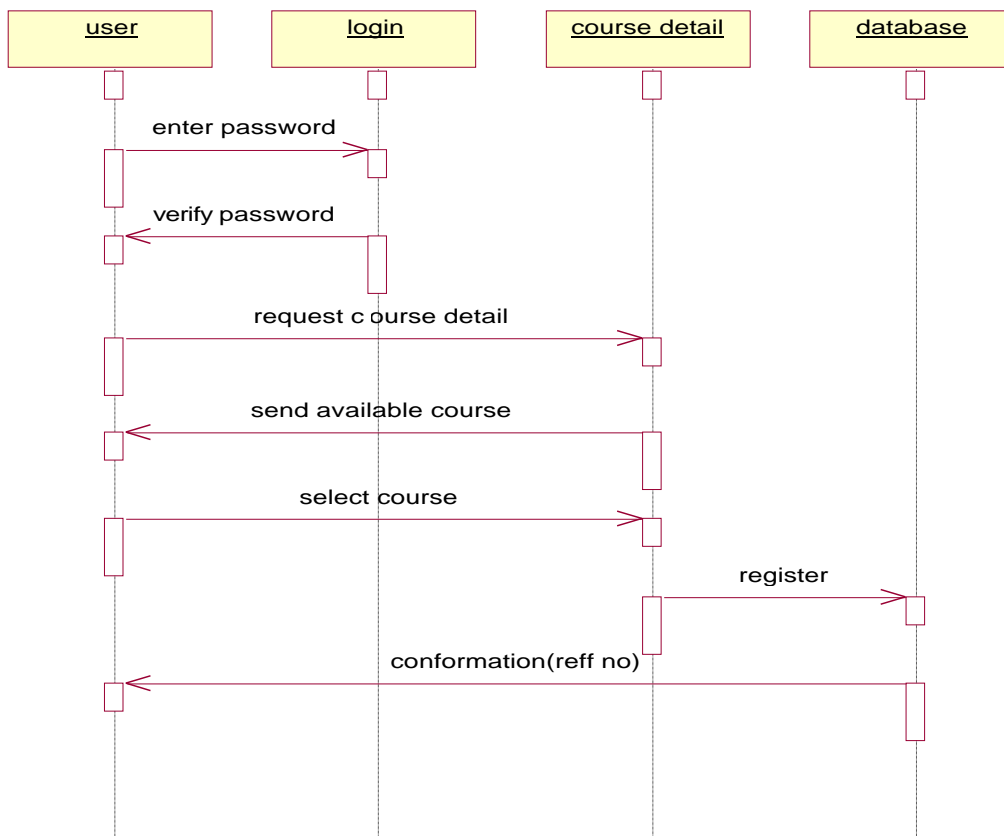 user
login
course detail
database
enter password
verify password
request course detail
send available course
select course
register
conformation(reff no)